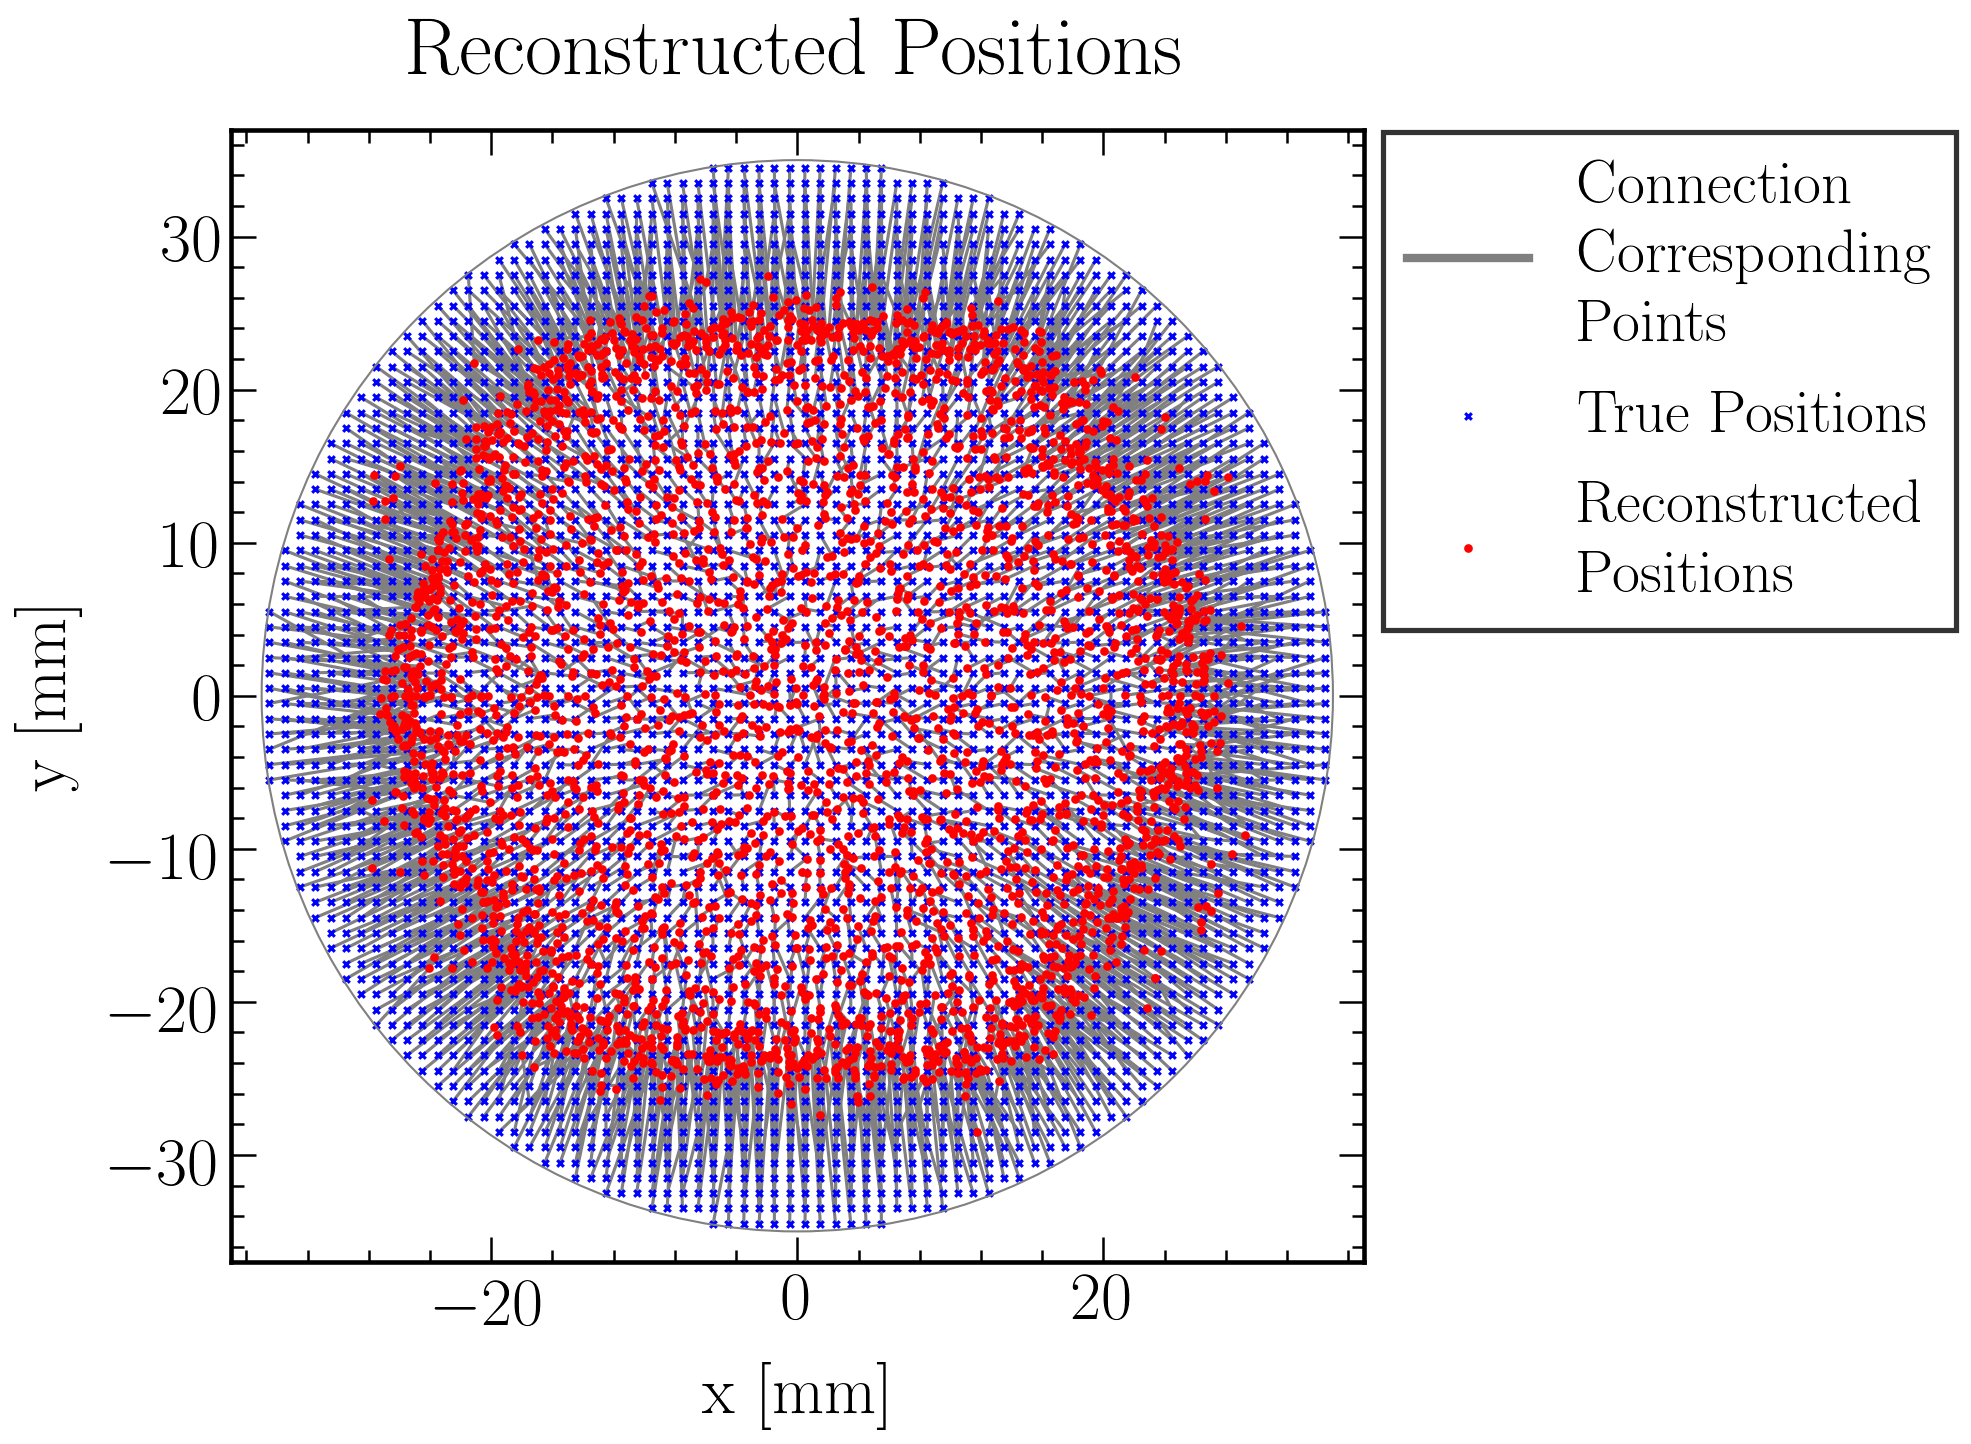 Reconstructed Positions
Connection
Corresponding
Points
True Positions
Reconstructed
Positions
y [mm]
30
20
10
0
−10
−20
−30
−20
0
20
x [mm]